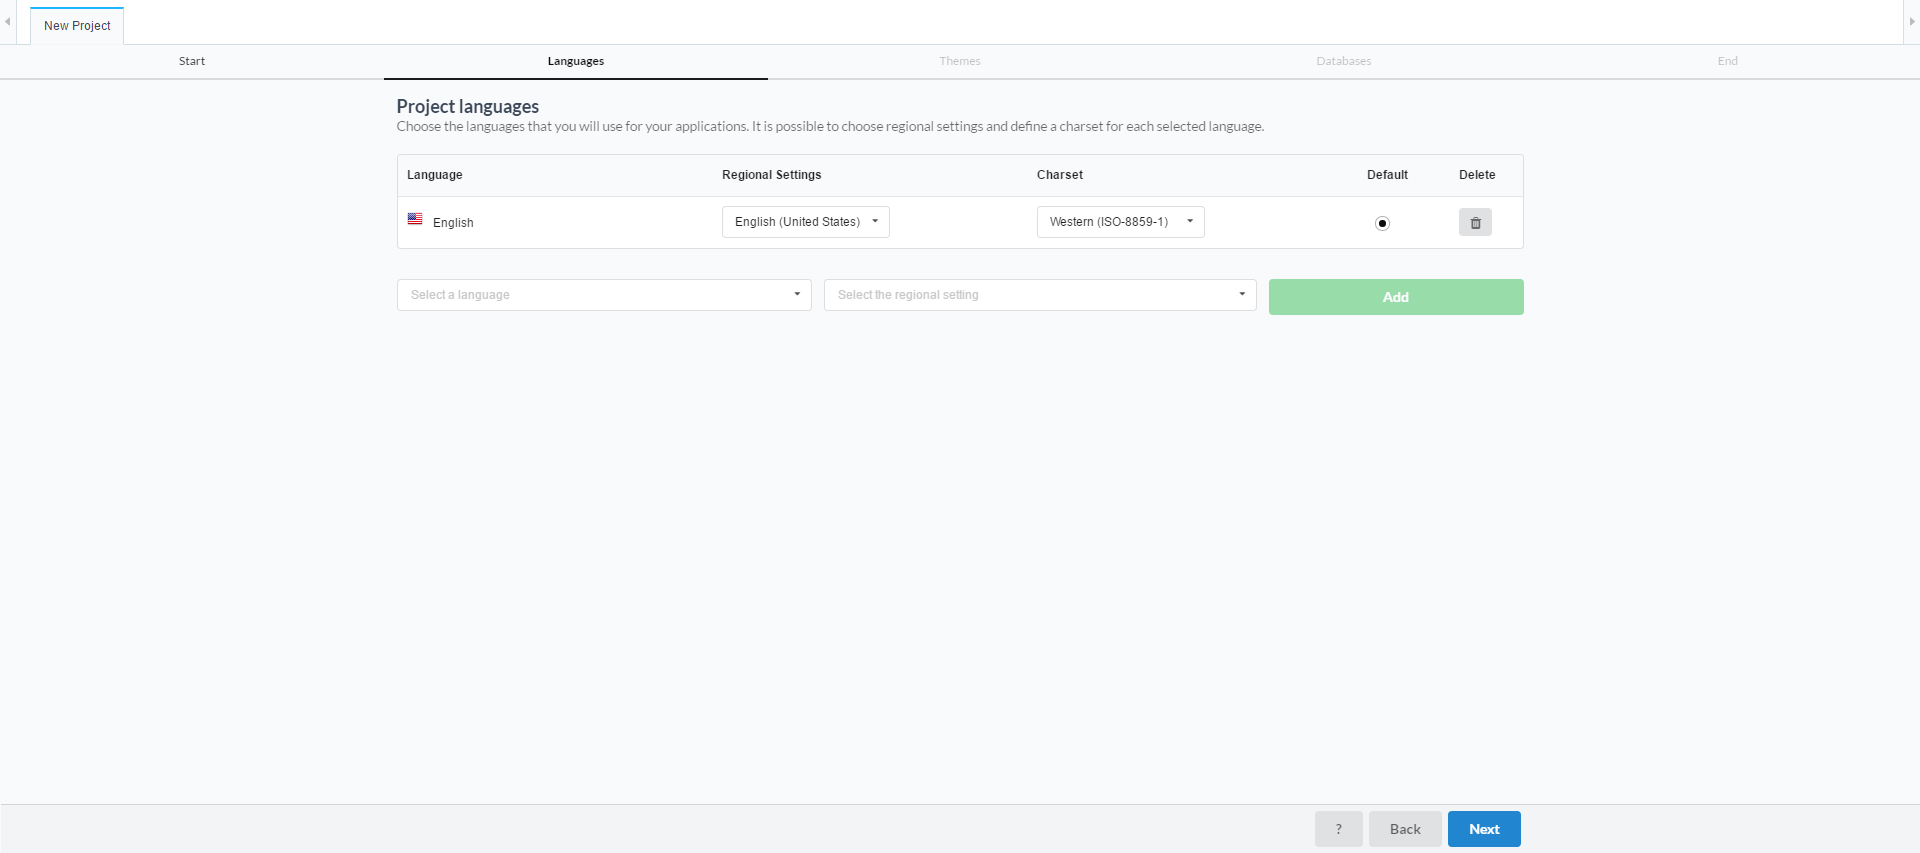 New Project
Start Languages Themes Databases End
Project languages
Choose the languages that you will use for your applications. It is possible to choose regional settings and define a charset for each selected language.
Language Regional Settings Charset Default Delete
English English (United States) Western (ISO-8859-1)
Select a language Select the regional setting Add
? Back Next